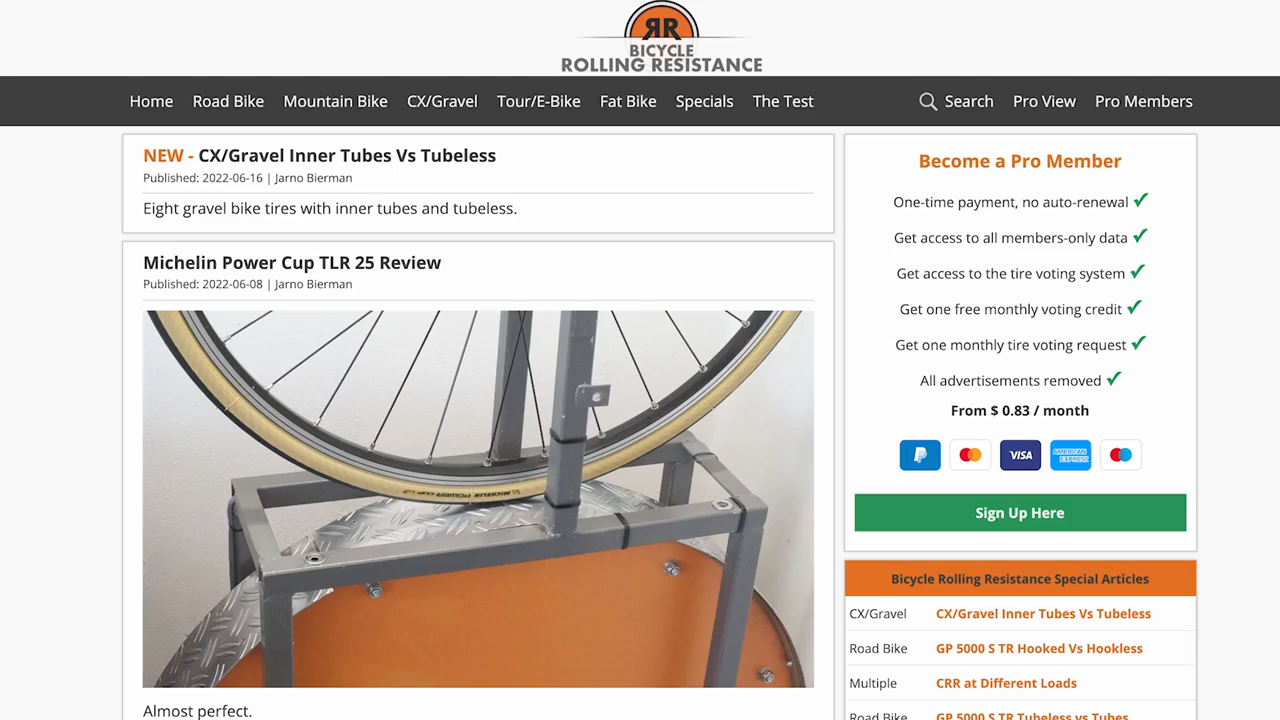 RR
BICYCLE
ROLLING RESISTANCE
Home Road Bike Mountain Bike CX/Gravel Tour/E-Bike Fat Bike Specials The Test Search Pro View Pro Members
NEW - CX/Gravel Inner Tubes Vs Tubeless
Published: 2022-06-16 | Jarno Bierman
Eight gravel bike tires with inner tubes and tubeless.
Michelin Power Cup TLR 25 Review
Published: 2022-06-08 | Jarno Bierman
MICHELIN POWER CUP
Almost perfect.
Become a Pro Member
One-time payment, no auto-renewal
Get access to all members-only data
Get access to the tire voting system
Get one free monthly voting credit
Get one monthly tire voting request
All advertisements removed
From $ 0.83 / month
VISA
AMERICAN EXPRESS
Sign Up Here
Bicycle Rolling Resistance Special Articles
CX/Gravel CX/Gravel Inner Tubes Vs Tubeless
Road Bike GP 5000 S TR Hooked Vs Hookless
Multiple CRR at Different Loads
Road Bike GP 5000 S TR Tubeless vs Tubes